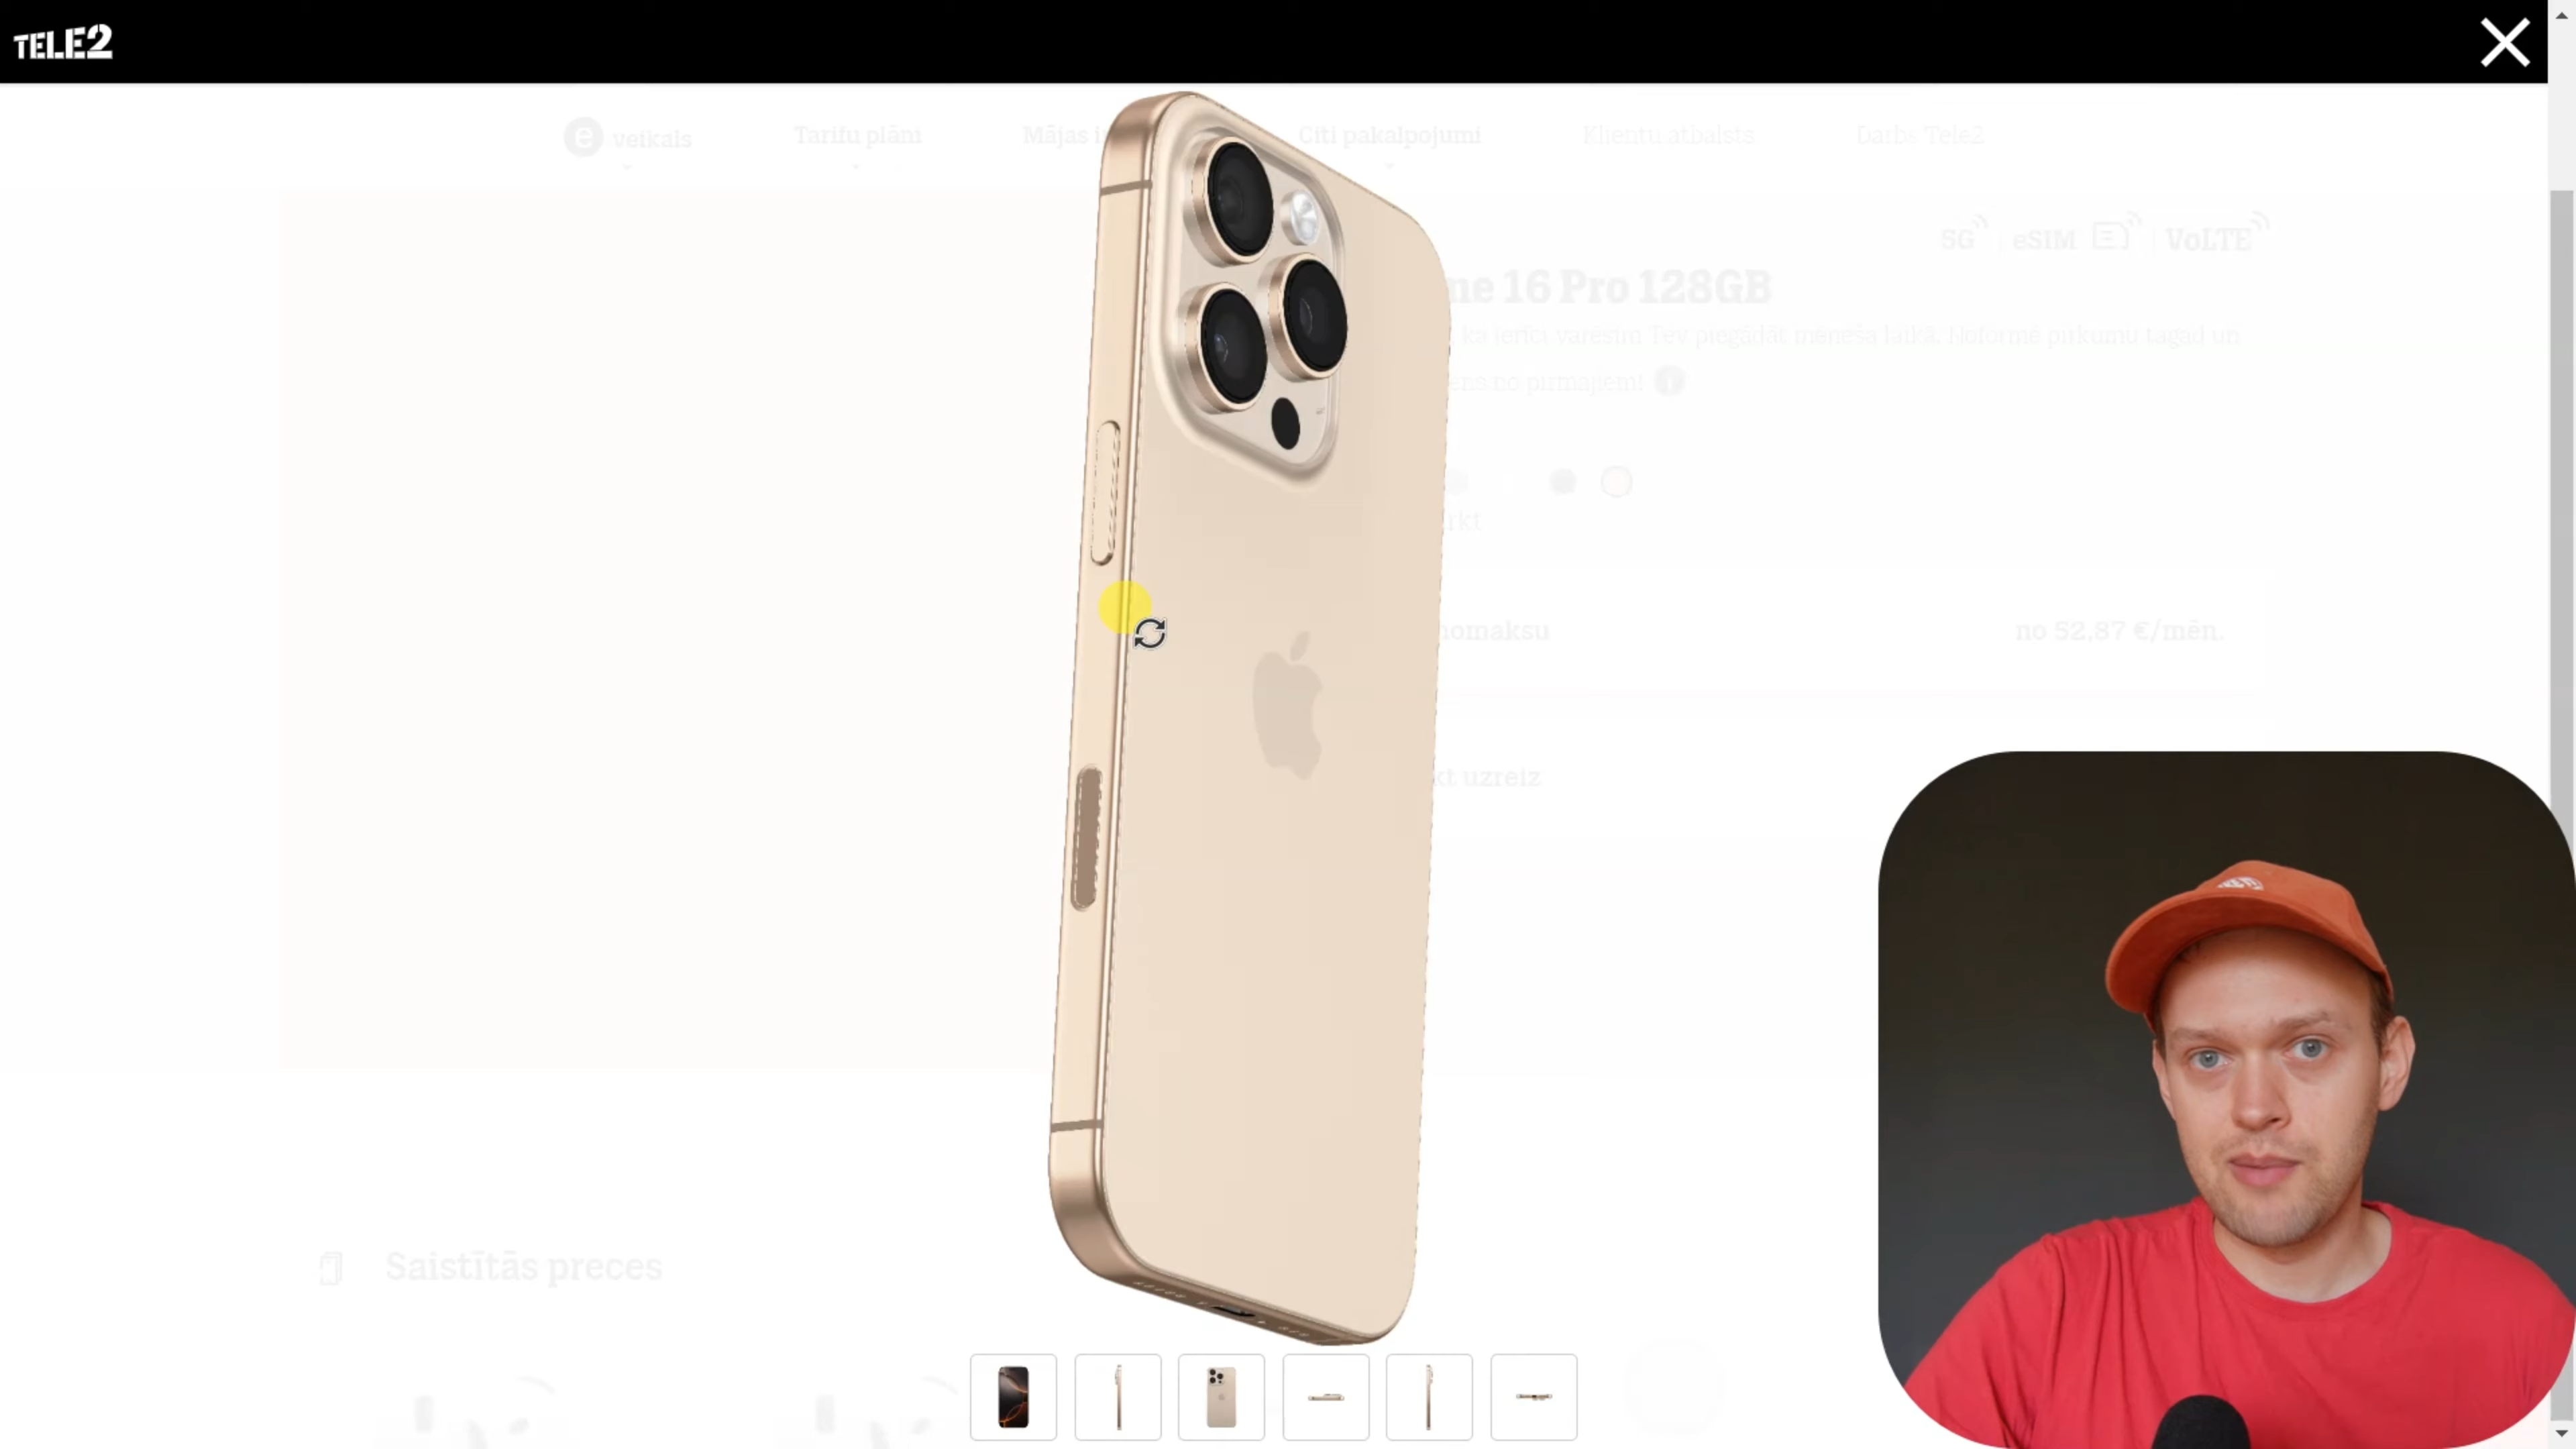 TELE2
e veikals
Tarifu plāni
Mājas i
Citi pakalpojumi
Klientu atbalsts
Darbs Tele2
5G | eSIM | VoLTE
ne 16 Pro 128GB
ka ierīci varēsim Tev piegādāt mēneša laikā. Noformē pirkumu tagad un
ens no pirmajiem! i
rkt
nomaksu
no 52,87 €/mēn.
kt uzreiz
Saistītās preces